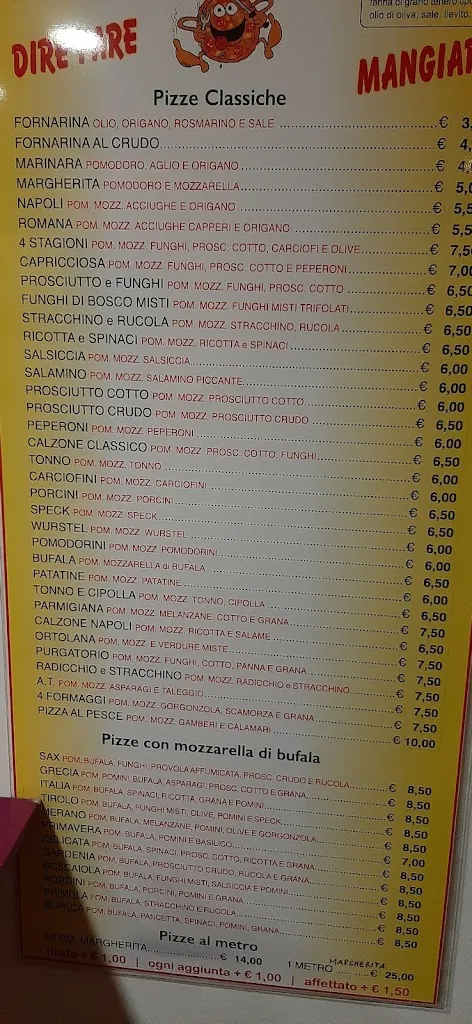 farina di grano tenero tipo
olio di oliva, sale, lievito.
DIRE FARE MANGIAR
Pizze Classiche
FORNARINA OLIO, ORIGANO, ROSMARINO E SALE € 3,
FORNARINA AL CRUDO € 4,
MARINARA POMODORO, AGLIO E ORIGANO € 4,
MARGHERITA POMODORO E MOZZARELLA € 5,0
NAPOLI POM. MOZZ. ACCIUGHE E ORIGANO € 5,5
ROMANA POM. MOZZ. ACCIUGHE CAPPERI E ORIGANO € 5,5
4 STAGIONI POM. MOZZ. FUNGHI, PROSC. COTTO, CARCIOFI E OLIVE € 7,5
CAPRICCIOSA POM. MOZZ. FUNGHI, PROSC. COTTO E PEPERONI € 7,00
PROSCIUTTO e FUNGHI POM. MOZZ. FUNGHI, PROSC. COTTO € 6,50
FUNGHI DI BOSCO MISTI POM. MOZZ. FUNGHI MISTI TRIFOLATI € 6,50
STRACCHINO e RUCOLA POM. MOZZ. STRACCHINO, RUCOLA € 6,50
RICOTTA e SPINACI POM. MOZZ. RICOTTA e SPINACI € 6,50
SALSICCIA POM. MOZZ. SALSICCIA € 6,00
SALAMINO POM. MOZZ. SALAMINO PICCANTE € 6,00
PROSCIUTTO COTTO POM. MOZZ. PROSCIUTTO COTTO € 6,00
PROSCIUTTO CRUDO POM. MOZZ. PROSCIUTTO CRUDO € 6,50
PEPERONI POM. MOZZ. PEPERONI € 6,00
CALZONE CLASSICO POM. MOZZ. PROSC. COTTO, FUNGHI € 6,50
TONNO POM. MOZZ. TONNO € 6,00
CARCIOFINI POM. MOZZ. CARCIOFINI € 6,00
PORCINI POM. MOZZ. PORCINI € 6,50
SPECK POM. MOZZ. SPECK € 6,50
WURSTEL POM. MOZZ. WURSTEL € 6,00
POMODORINI POM. MOZZ. POMODORINI € 6,00
BUFALA POM. MOZZARELLA di BUFALA € 6,50
PATATINE POM. MOZZ. PATATINE € 6,00
TONNO E CIPOLLA POM. MOZZ. TONNO, CIPOLLA € 6,50
PARMIGIANA POM. MOZZ. MELANZANE, COTTO E GRANA € 7,50
CALZONE NAPOLI POM. MOZZ. RICOTTA e SALAME € 6,50
ORTOLANA POM. MOZZ. E VERDURE MISTE € 7,50
PURGATORIO POM. MOZZ. FUNGHI, COTTO, PANNA E GRANA € 7,50
RADICCHIO e STRACCHINO POM. MOZZ. RADICCHIO e STRACCHINO € 7,50
A.T. POM. MOZZ. ASPARAGI E TALEGGIO € 7,50
4 FORMAGGI POM. MOZZ. GORGONZOLA, SCAMORZA E GRANA € 7,50
PIZZA AL PESCE POM. MOZZ. GAMBERI E CALAMARI € 10,00
Pizze con mozzarella di bufala
SAX POM. BUFALA, FUNGHI, PROVOLA AFFUMICATA, PROSC. CRUDO E RUCOLA € 8,50
GRECIA POM. POMINI, BUFALA, ASPARAGI, PROSC. COTTO E GRANA € 8,50
ITALIA POM. BUFALA, SPINACI, RICOTTA, GRANA E POMINI € 8,50
TIROLO POM. BUFALA, FUNGHI MISTI, OLIVE, POMINI E SPECK € 8,50
MERANO POM. BUFALA, MELANZANE, POMINI, OLIVE E GORGONZOLA € 8,50
PRIMAVERA POM. BUFALA, POMINI E BASILICO € 7,00
DELICATA POM. BUFALA, SPINACI, PROSC. COTTO, RICOTTA E GRANA € 8,50
GARDENIA POM. BUFALA, PROSCIUTTO CRUDO, RUCOLA E GRANA € 8,50
BOSCAIOLA POM. BUFALA, FUNGHI MISTI, SALSICCIA E POMINI € 8,50
PORCINI POM. BUFALA, PORCINI, POMINI E GRANA € 8,50
PRIMULA POM. BUFALA, STRACCHINO E RUCOLA € 8,50
BIANCA POM. BUFALA, PANCETTA, SPINACI, POMINI, GRANA € 8,50
Pizze al metro
CM. MARGHERITA € 14,00 1 METRO MARGHERITA € 25,00
+ € 1,00 | ogni aggiunta + € 1,00 | affettato + € 1,50